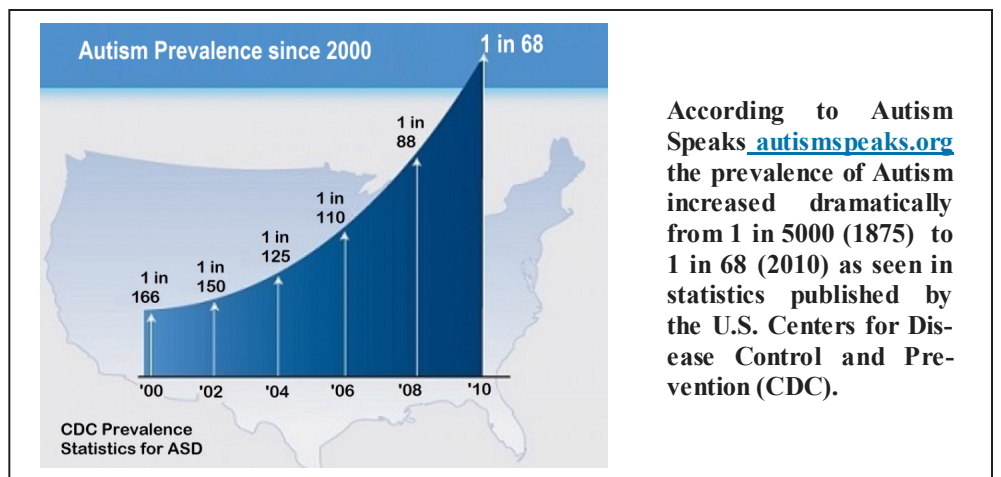 Autism Prevalence since 2000
1 in 68
1 in
88
1 in
110
1 in
125
1 in
150
1 in
166
'00 '02 '04 '06 '08 '10
CDC Prevalence
Statistics for ASD
According to Autism
Speaks autismspeaks.org
the prevalence of Autism
increased dramatically
from 1 in 5000 (1875) to
1 in 68 (2010) as seen in
statistics published by
the U.S. Centers for Dis-
ease Control and Pre-
vention (CDC).